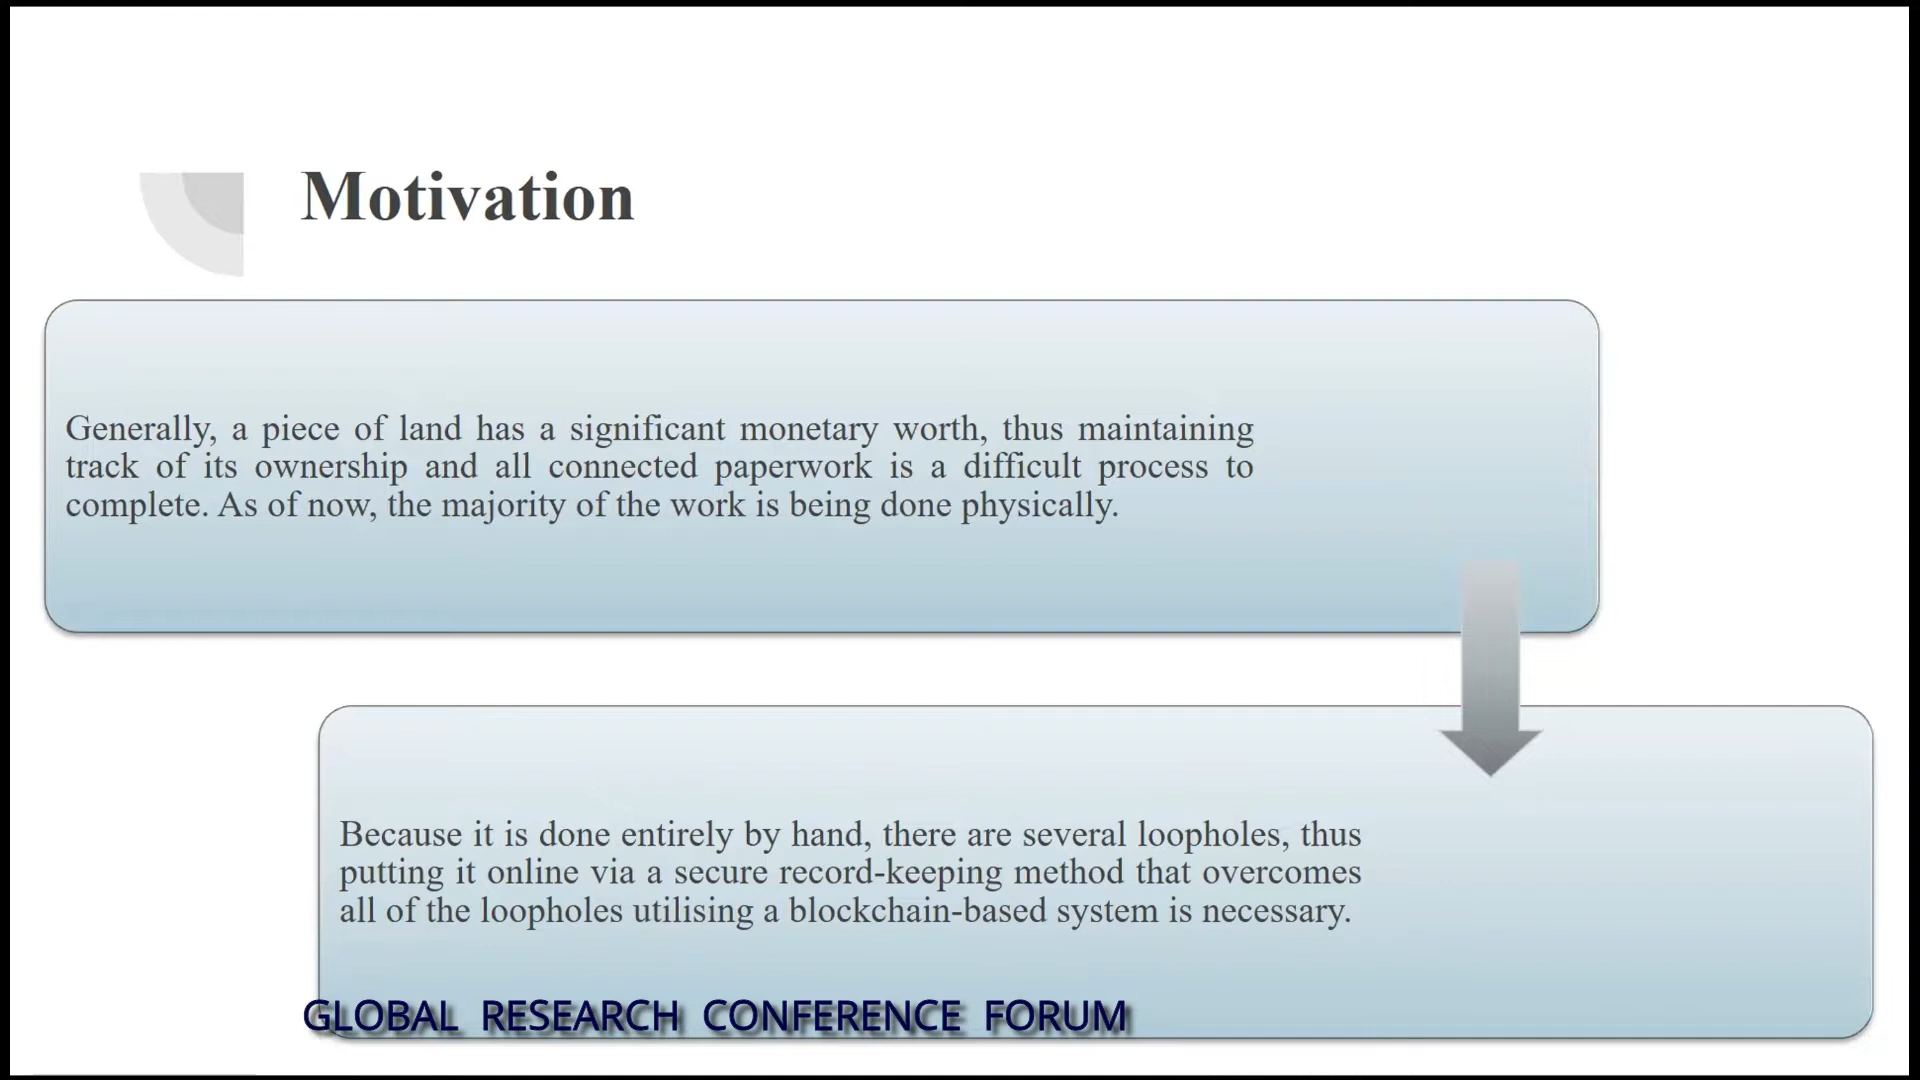 Motivation
Generally, a piece of land has a significant monetary worth, thus maintaining
track of its ownership and all connected paperwork is a difficult process to
complete. As of now, the majority of the work is being done physically.
Because it is done entirely by hand, there are several loopholes, thus
putting it online via a secure record-keeping method that overcomes
all of the loopholes utilising a blockchain-based system is necessary.
GLOBAL RESEARCH CONFERENCE FORUM